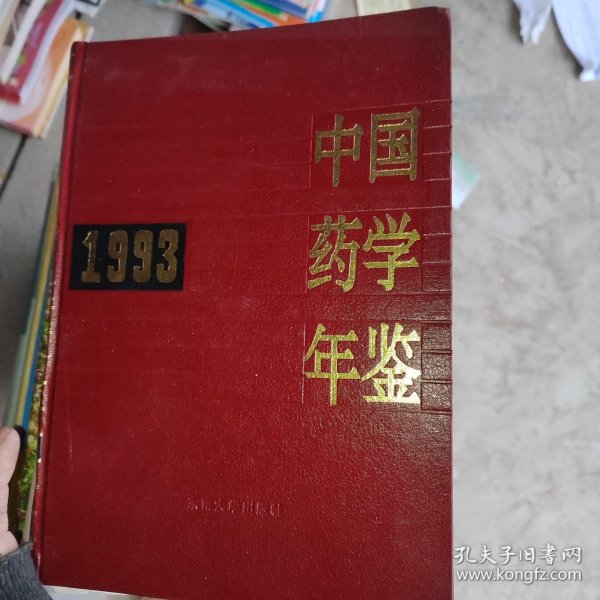 中国
药学
年鉴
1993
孔夫子旧书网
www.kongfz.com